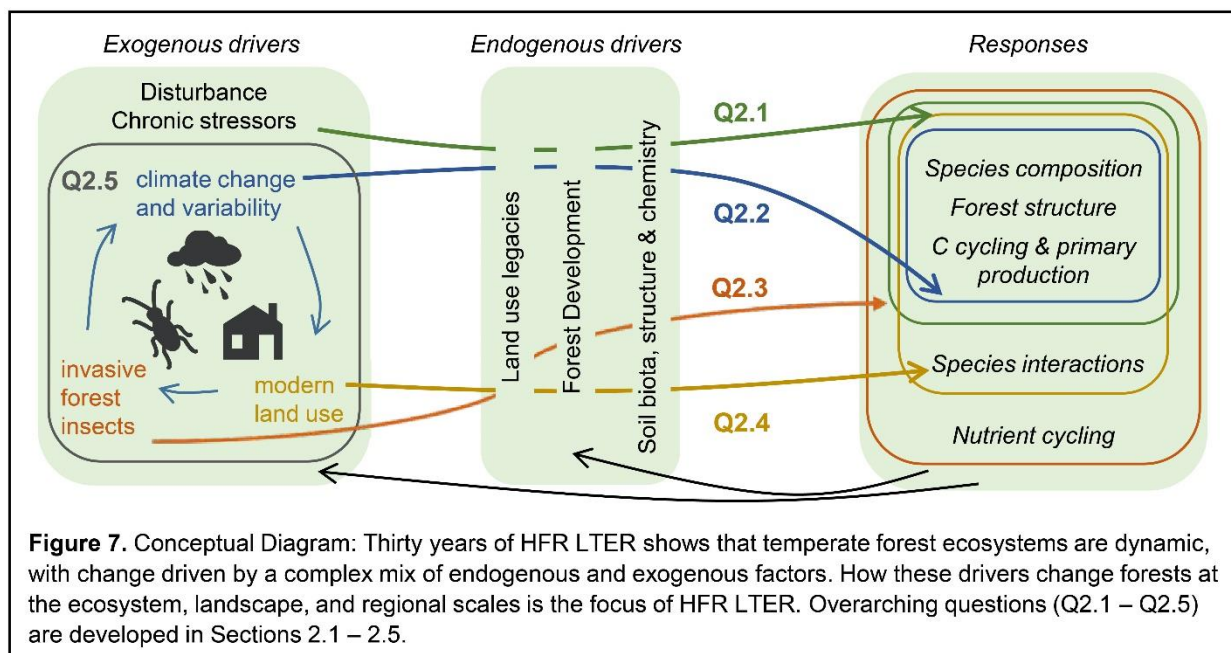 Exogenous drivers
Endogenous drivers
Responses
Disturbance
Chronic stressors
Q2.5
climate change
and variability
invasive
forest
insects
modern
land use
Land use legacies
Forest Development
Soil biota, structure & chemistry
Q2.1
Q2.2
Q2.3
Q2.4
Species composition
Forest structure
C cycling & primary
production
Species interactions
Nutrient cycling
Figure 7. Conceptual Diagram: Thirty years of HFR LTER shows that temperate forest ecosystems are dynamic,
with change driven by a complex mix of endogenous and exogenous factors. How these drivers change forests at
the ecosystem, landscape, and regional scales is the focus of HFR LTER. Overarching questions (Q2.1 – Q2.5)
are developed in Sections 2.1 – 2.5.